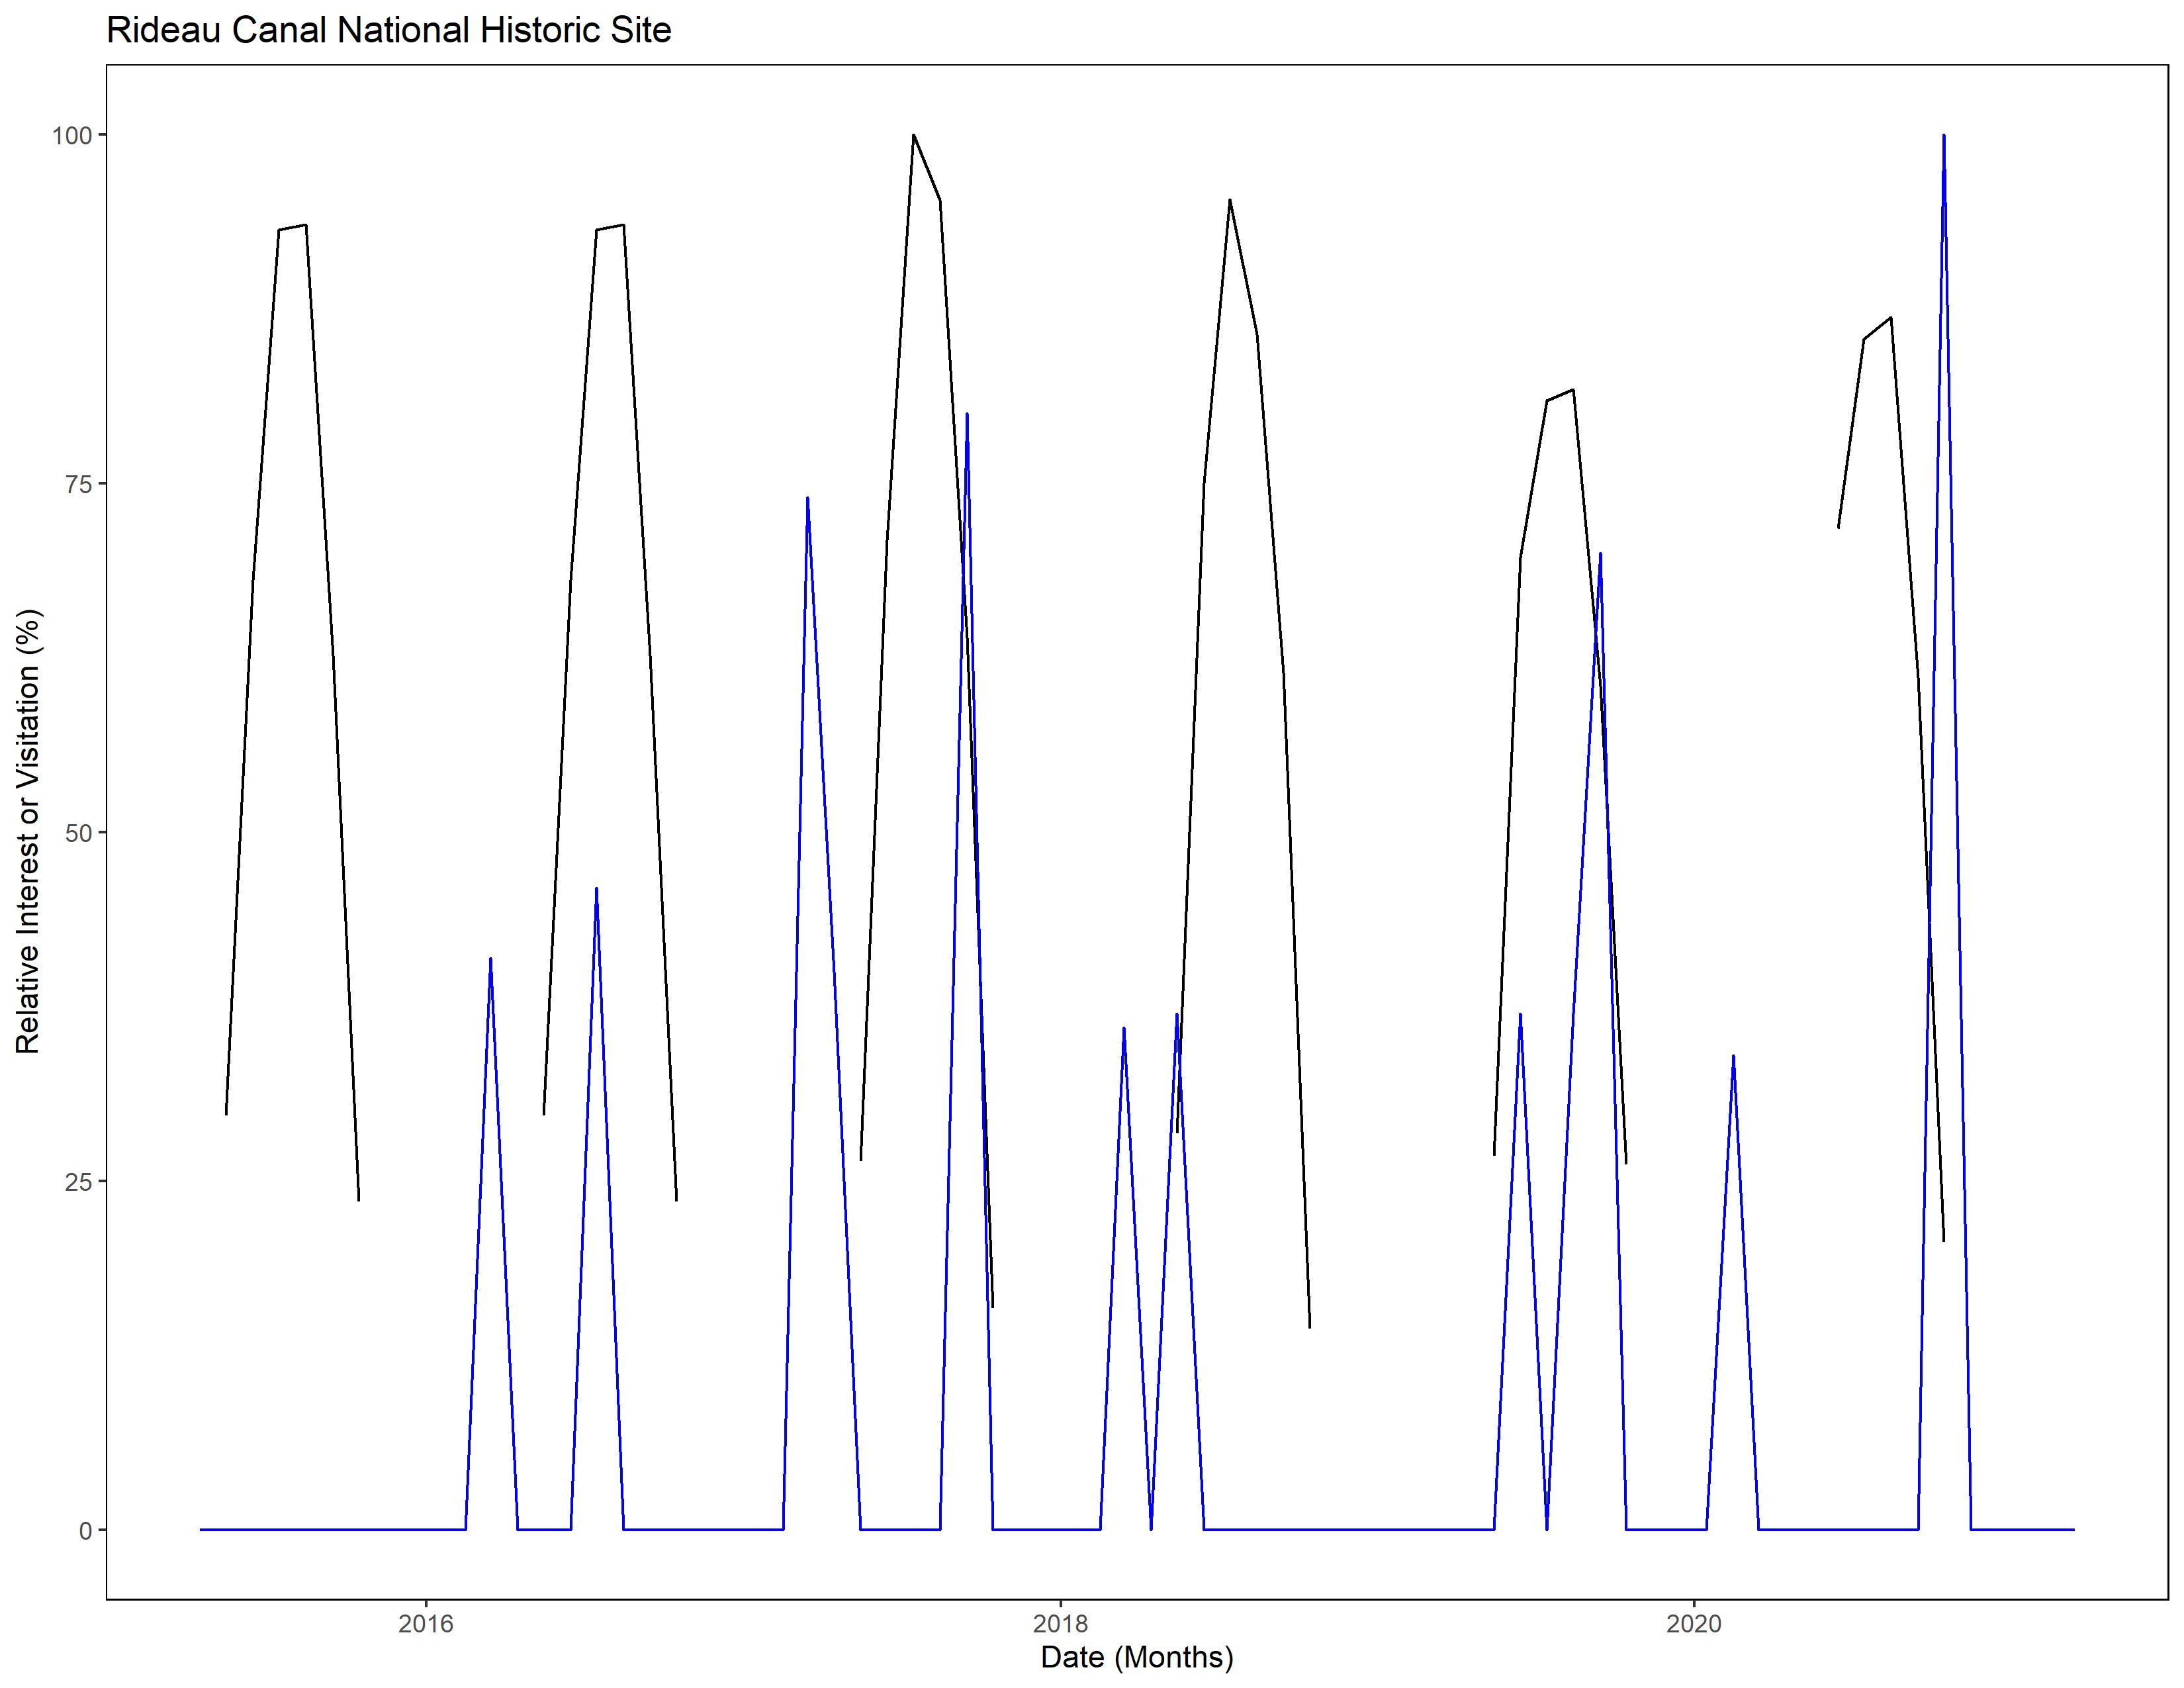 Rideau Canal National Historic Site
Relative Interest or Visitation (%)
100
75
50
25
0
2016
2018
2020
Date (Months)